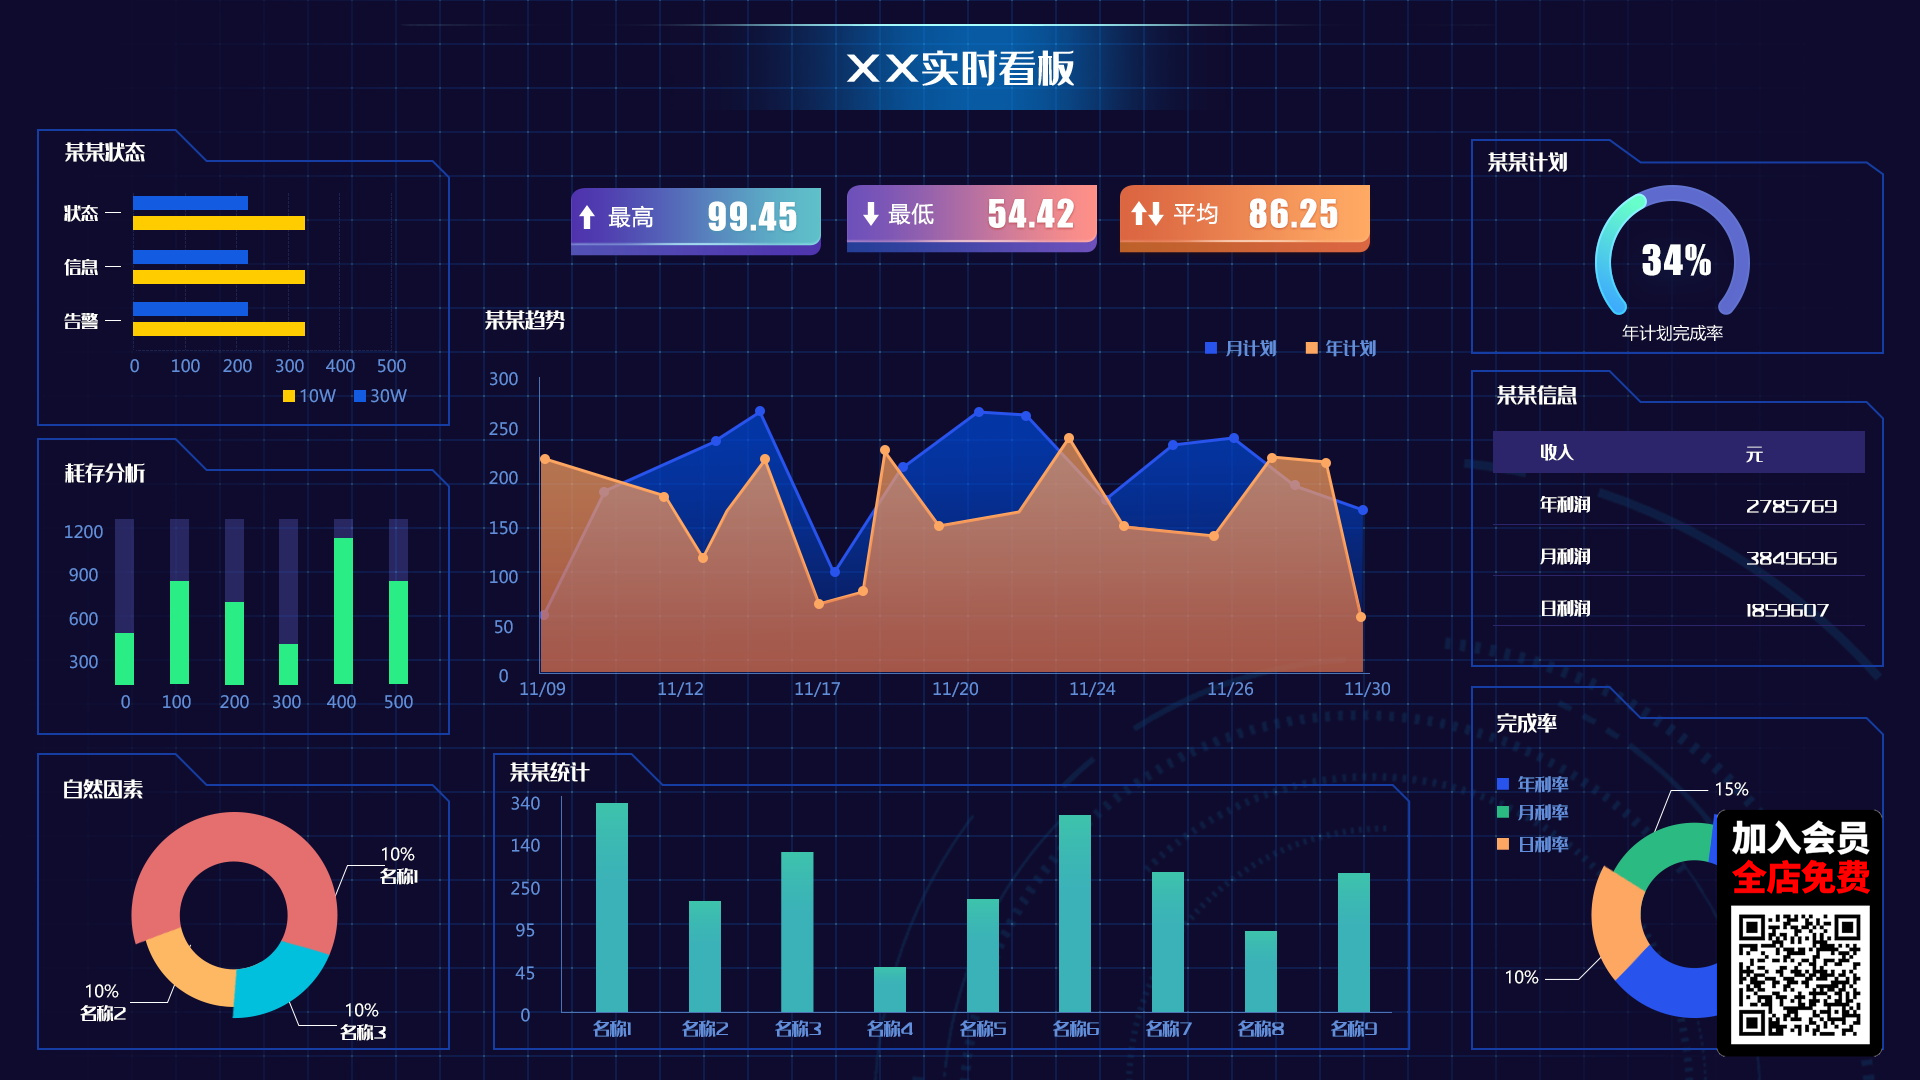 XX实时看板
某某状态
状态
信息
告警
0 100 200 300 400 500
10W 30W
耗存分析
1200
900
600
300
0 100 200 300 400 500
自然因素
10%
名称1
10%
名称2
10%
名称3
最高 99.45
最低 54.42
平均 86.25
某某趋势
月计划 年计划
300
250
200
150
100
50
0
11/09 11/12 11/17 11/20 11/24 11/26 11/30
某某统计
340
140
250
95
45
0
名称1 名称2 名称3 名称4 名称5 名称6 名称7 名称8 名称9
某某计划
34%
年计划完成率
某某信息
收入 元
年利润 2785769
月利润 3849696
日利润 1859607
完成率
年利率
月利率
日利率
15%
10%
加入会员
全店免费